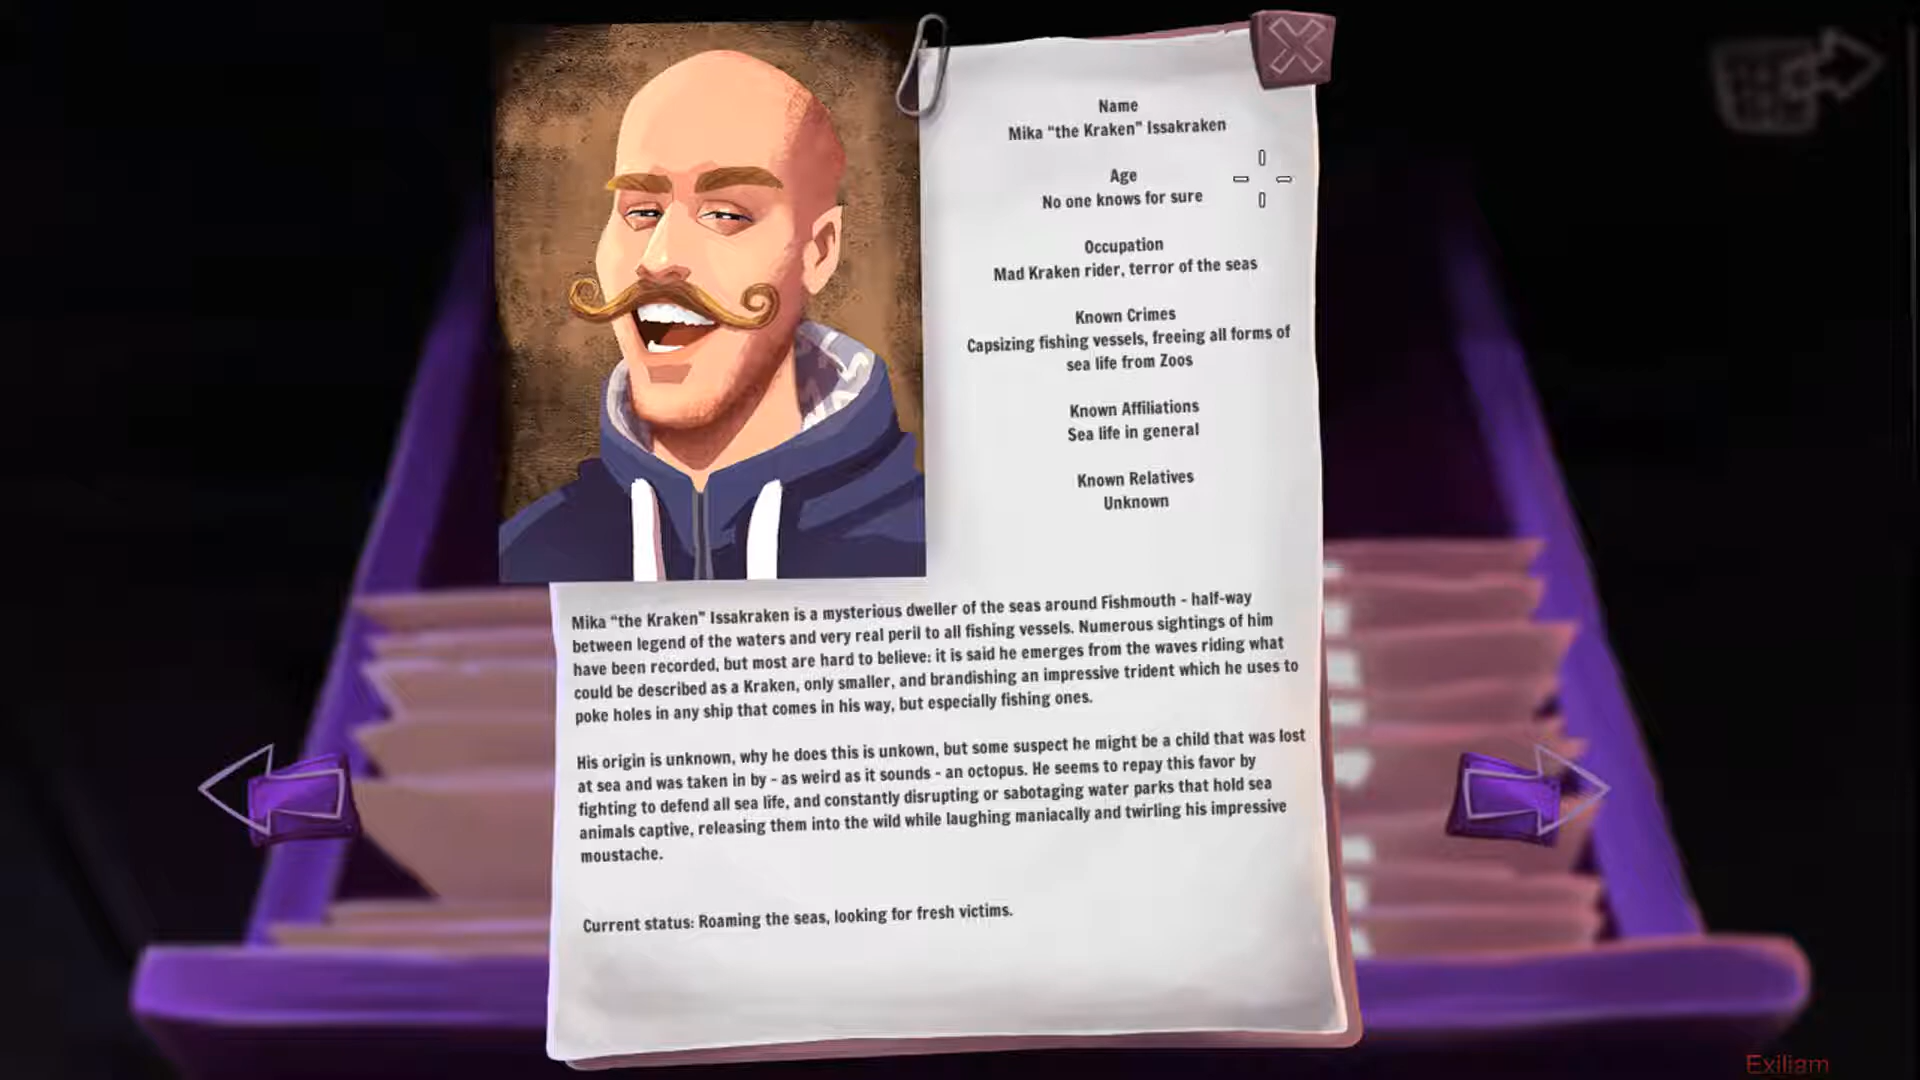 Name
Mika "the Kraken" Issakraken
Age
No one knows for sure
Occupation
Mad Kraken rider, terror of the seas
Known Crimes
Capsizing fishing vessels, freeing all forms of
sea life from Zoos
Known Affiliations
Sea life in general
Known Relatives
Unknown
Mika "the Kraken" Issakraken is a mysterious dweller of the seas around Fishmouth - half-way
between legend of the waters and very real peril to all fishing vessels. Numerous sightings of him
have been recorded, but most are hard to believe: it is said he emerges from the waves riding what
could be described as a Kraken, only smaller, and brandishing an impressive trident which he uses to
poke holes in any ship that comes in his way, but especially fishing ones.
His origin is unknown, why he does this is unkown, but some suspect he might be a child that was lost
at sea and was taken in by - as weird as it sounds - an octopus. He seems to repay this favor by
fighting to defend all sea life, and constantly disrupting or sabotaging water parks that hold sea
animals captive, releasing them into the wild while laughing maniacally and twirling his impressive
moustache.
Current status: Roaming the seas, looking for fresh victims.
Exiliam